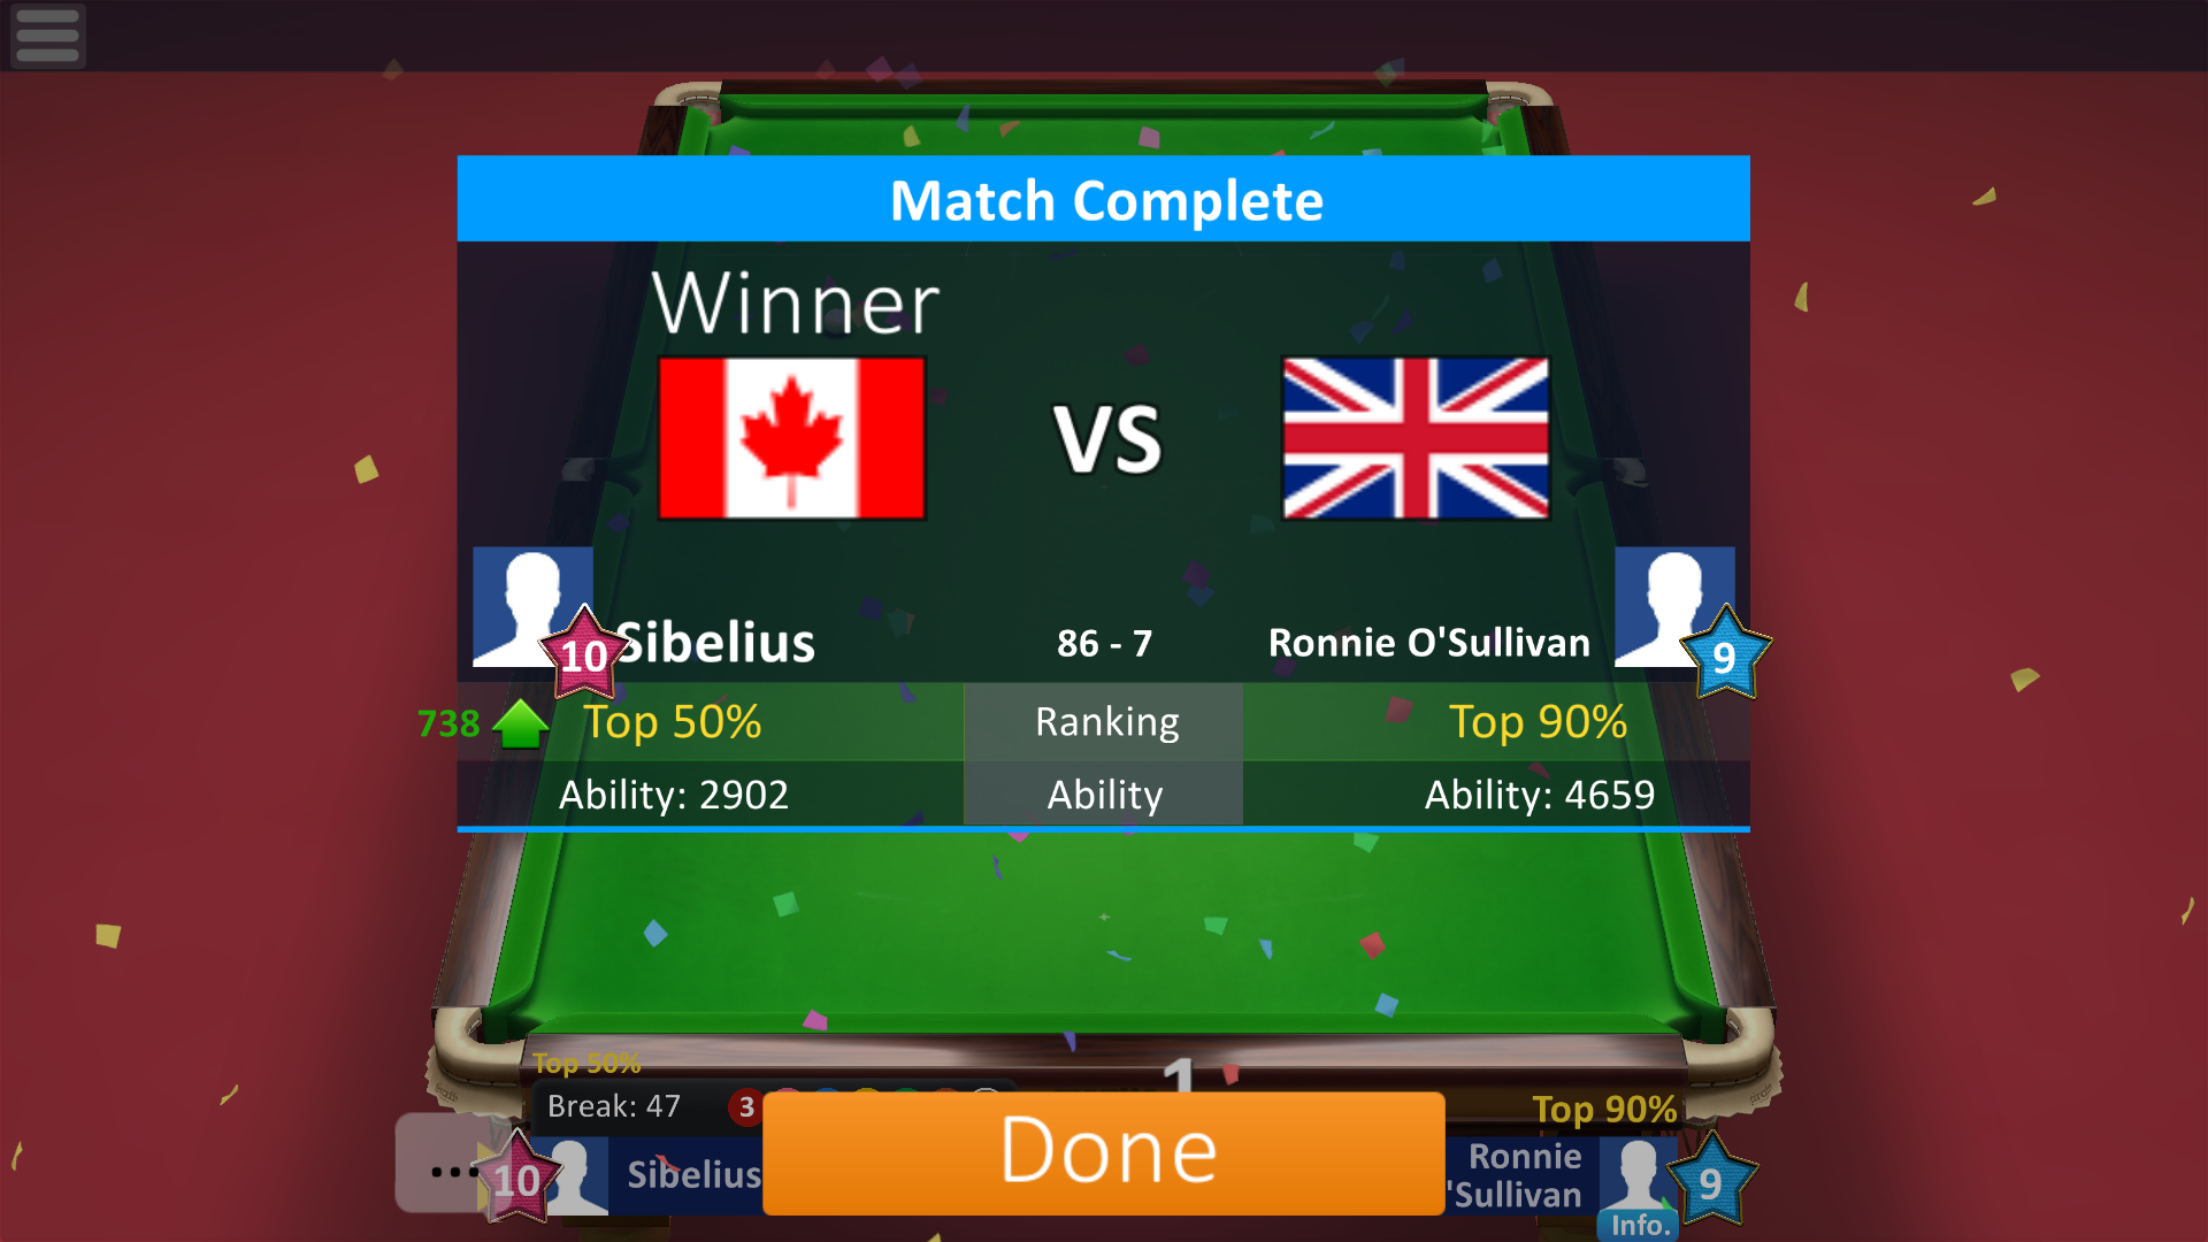 Match Complete
Winner
VS
Sibelius
86 - 7
Ronnie O'Sullivan
10
9
738
Top 50%
Ranking
Top 90%
Ability: 2902
Ability
Ability: 4659
Top 50%
1
Break: 47
3
Top 90%
Done
...
10
Sibelius
Ronnie
'Sullivan
9
Info.